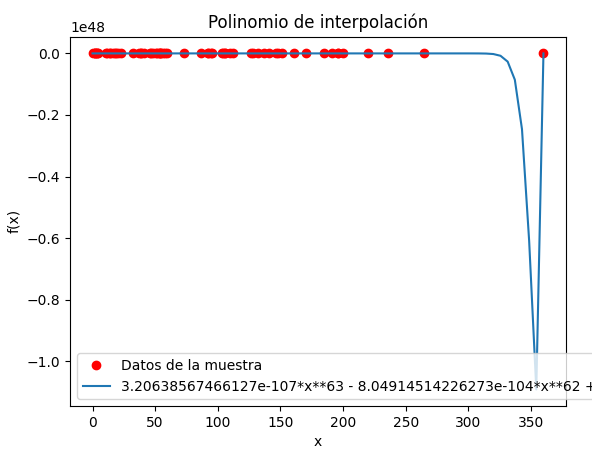 Polinomio de interpolación
1e48
0.0
−0.2
−0.4
−0.6
−0.8
−1.0
f(x)
Datos de la muestra
3.20638567466127e-107*x**63 - 8.04914514226273e-104*x**62 +
0 50 100 150 200 250 300 350
x